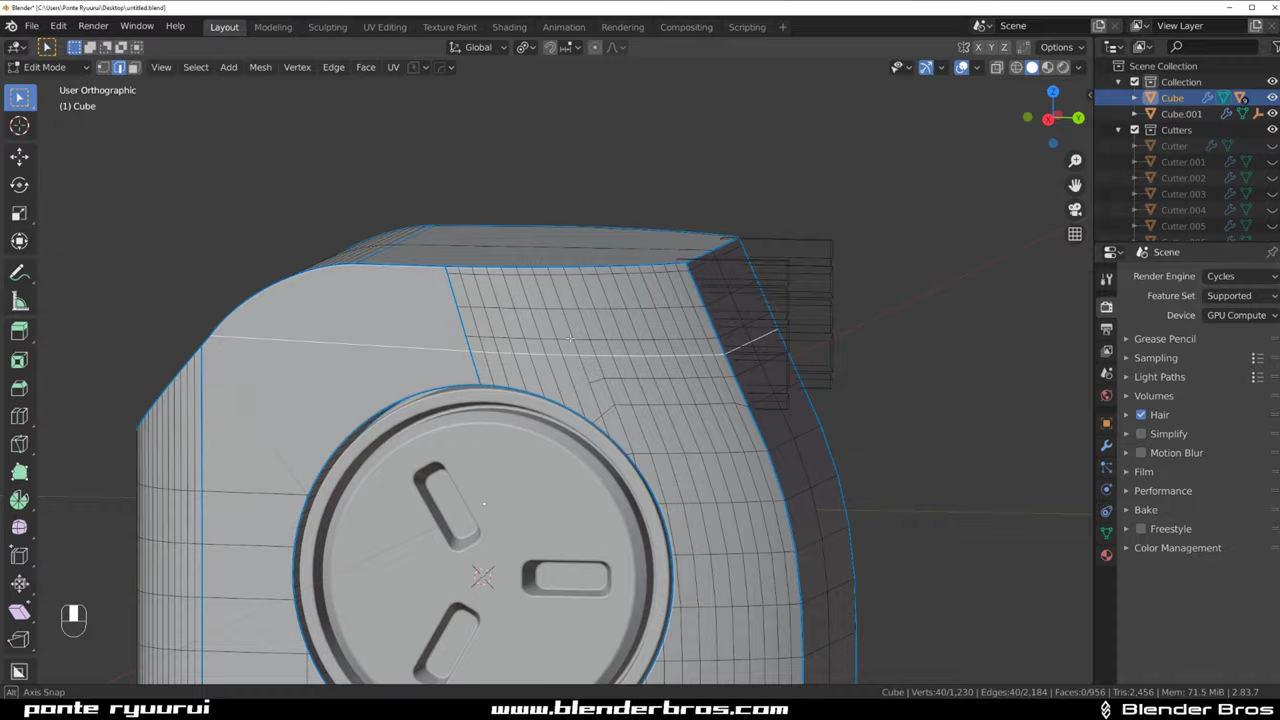 Blender* [C:\Users\Ponte Ryuurui\Desktop\untitled.blend]
File Edit Render Window Help Layout Modeling Sculpting UV Editing Texture Paint Shading Animation Rendering Compositing Scripting + Scene View Layer
Global X Y Z Options
Edit Mode View Select Add Mesh Vertex Edge Face UV
User Orthographic
(1) Cube
Z
X
Y
Scene Collection
Collection
Cube
Cube.001
Cutters
Cutter
Cutter.001
Cutter.002
Cutter.003
Cutter.004
Cutter.005
Scene
Render Engine Cycles
Feature Set Supported
Device GPU Compute
Grease Pencil
Sampling
Light Paths
Volumes
Hair
Simplify
Motion Blur
Film
Performance
Bake
Freestyle
Color Management
Alt Axis Snap Cube | Verts:40/1,230 | Edges:40/2,184 | Faces:0/956 | Tris:2,456 | Mem: 71.5 MiB | 2.83.7
ponte ryuurui www.blenderbros.com Blender Bros